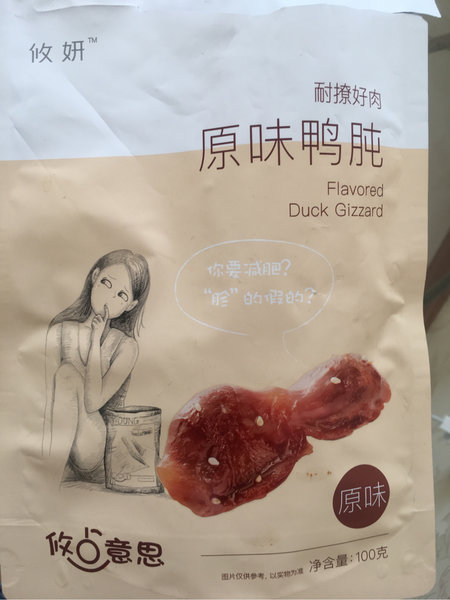 攸妍™
耐撩好肉
原味鸭肫
Flavored
Duck Gizzard
你要减肥？
“脸”的假的？
YOUNG
原味
攸点意思
图片仅供参考，以实物为准
净含量：100克